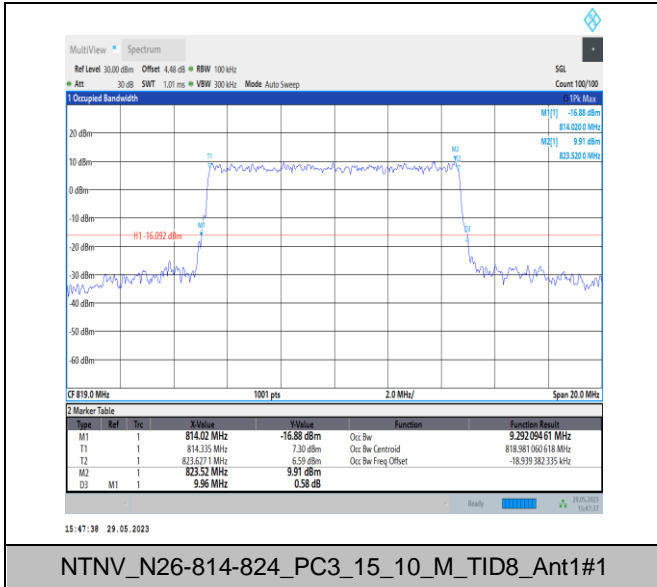 MultiView Spectrum
Ref Level 30.00 dBm Offset 4.48 dB RBW 100 kHz SGL
Att 30 dB SWT 1.01 ms VBW 300 kHz Mode Auto Sweep Count 100/100
1 Occupied Bandwidth 1Pk Max
M1[1] -16.88 dBm
814.020 0 MHz
M2[1] 9.91 dBm
823.520 0 MHz
20 dBm
M2
T1 T2
10 dBm
0 dBm
-10 dBm
M1 D3
H1 -16.092 dBm
-20 dBm
-30 dBm
-40 dBm
-50 dBm
-60 dBm
CF 819.0 MHz 1001 pts 2.0 MHz/ Span 20.0 MHz
2 Marker Table
Type Ref Trc X-Value Y-Value Function Function Result
M1 1 814.02 MHz -16.88 dBm Occ Bw 9.292 094 61 MHz
T1 1 814.335 MHz 7.30 dBm Occ Bw Centroid 818.981 060 618 MHz
T2 1 823.627 1 MHz 6.59 dBm Occ Bw Freq Offset -18.939 382 335 kHz
M2 1 823.52 MHz 9.91 dBm
D3 M1 1 9.96 MHz 0.58 dB
Ready 29.05.2023
15:47:37
15:47:38 29.05.2023
NTNV_N26-814-824_PC3_15_10_M_TID8_Ant1#1